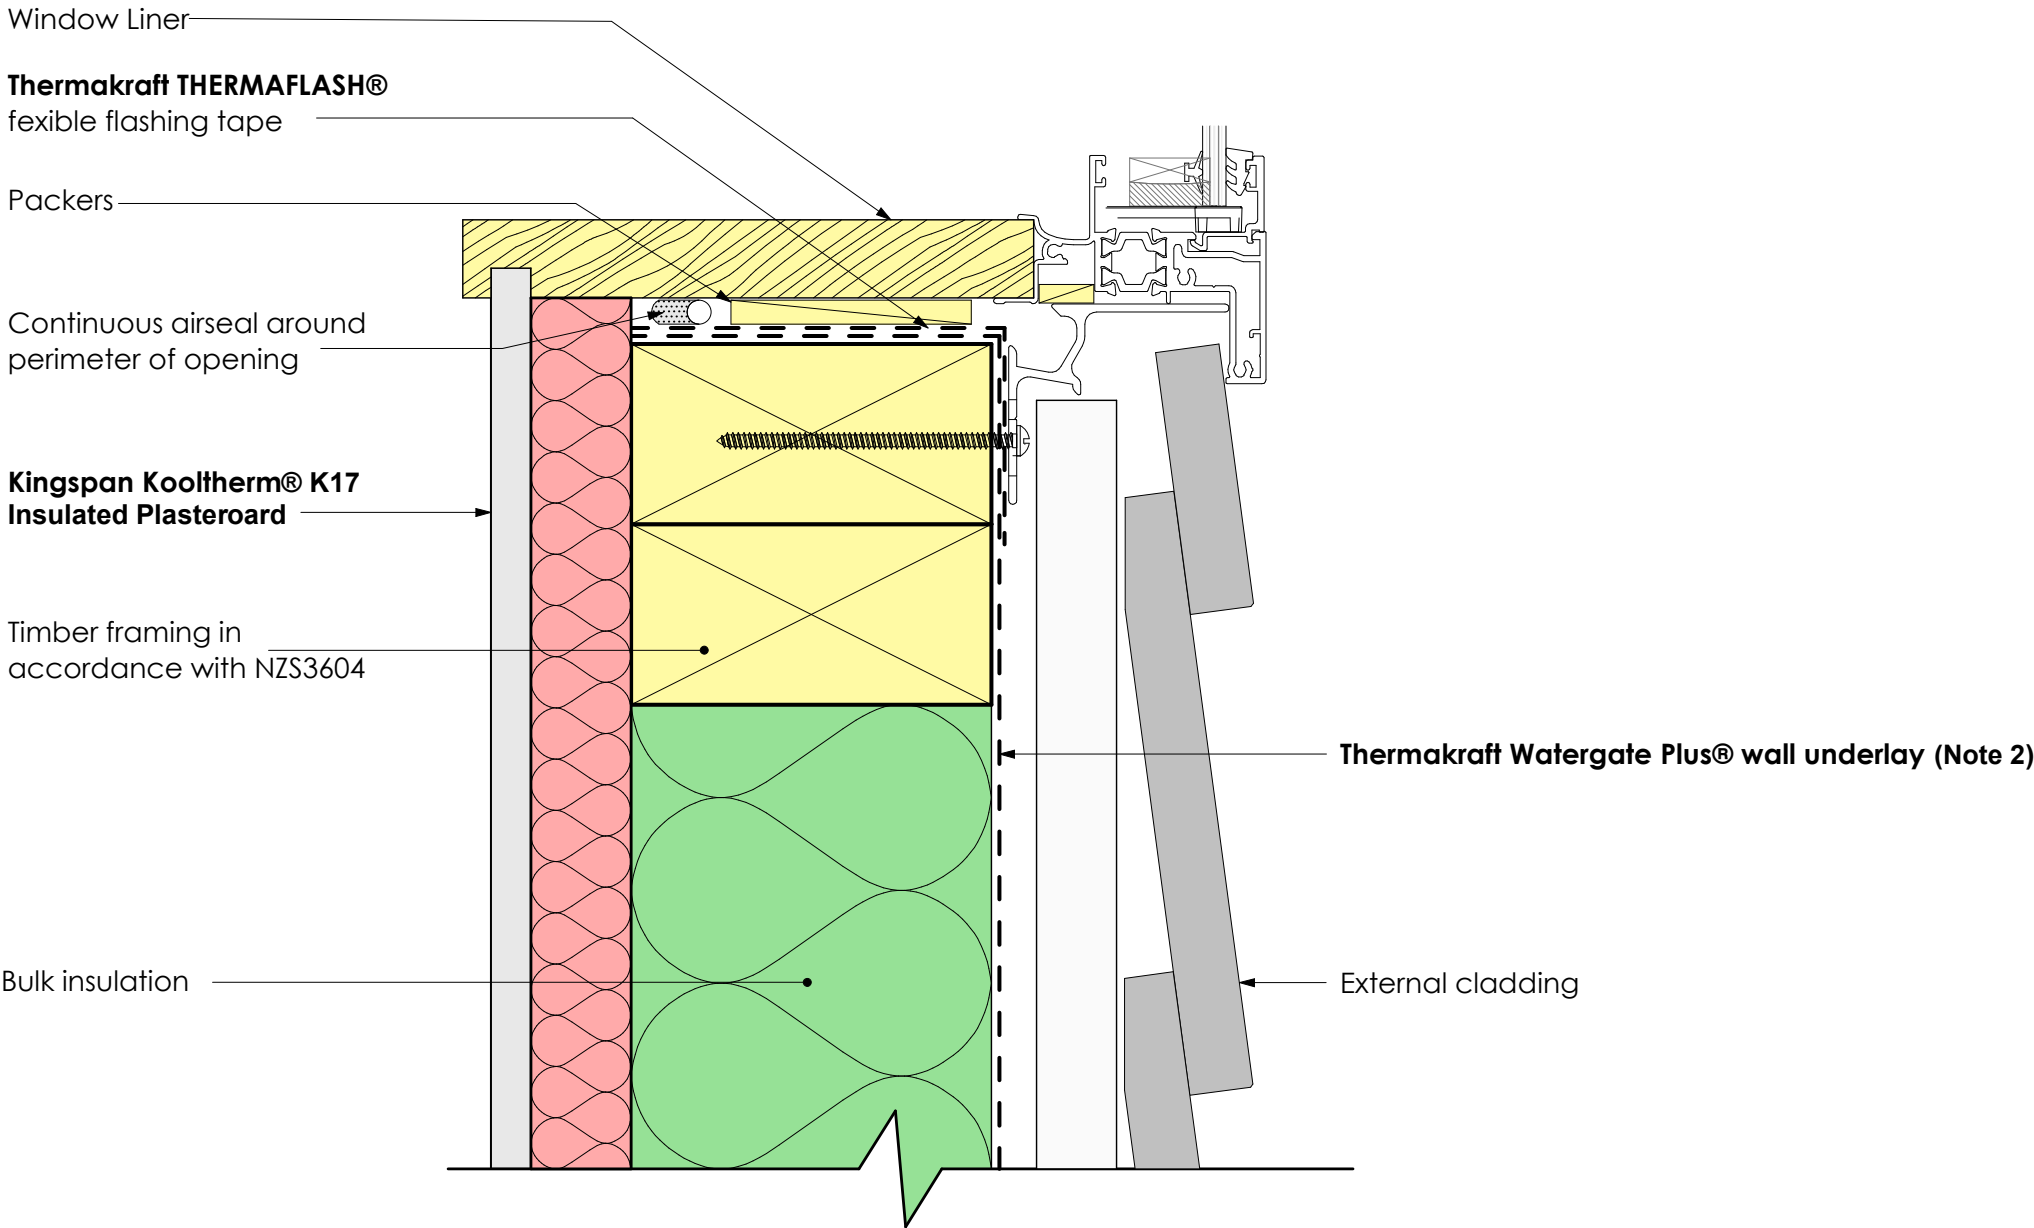 Window Liner
Thermakraft THERMAFLASH®
fexible flashing tape
Packers
Continuous airseal around
perimeter of opening
Kingspan Kooltherm® K17
Insulated Plasteroard
Timber framing in
accordance with NZS3604
Thermakraft Watergate Plus® wall underlay (Note 2)
Bulk insulation
External cladding